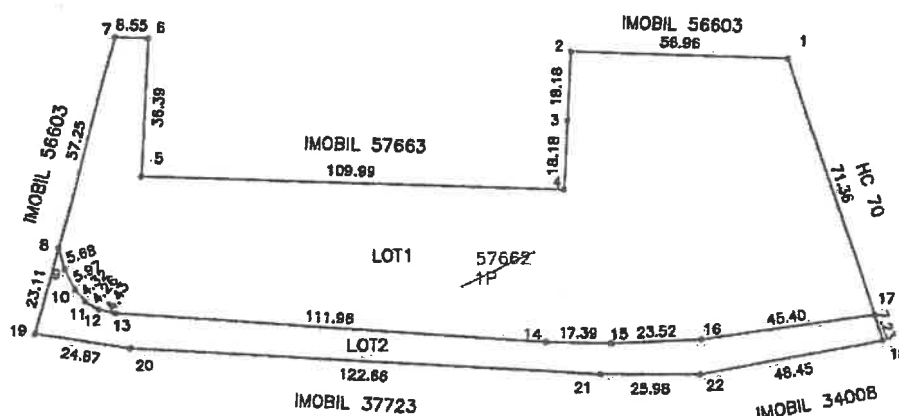 IMOBIL 56603
7 8.55 6
2 56.96 1
36.39
18.18
3
57.25
IMOBIL 56603
IMOBIL 57663
5 109.99 4
18.18
71.36
HC 70
8
5.68
9
5.97
LOT1
57662
1P
10
11
12
13
4.45
23.11
111.96
14 17.39 15 23.52 16 45.40 17
19
24.87
20
LOT2
122.66
21 25.98 22 48.45
IMOBIL 37723
IMOBIL 34008